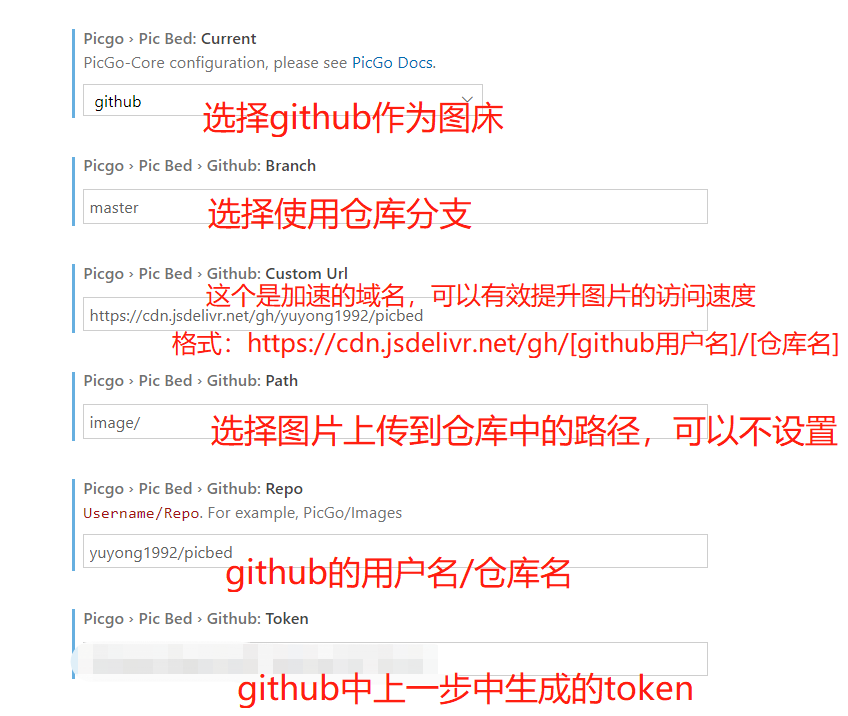 Picgo › Pic Bed: Current
PicGo-Core configuration, please see PicGo Docs.
github
选择github作为图床
Picgo › Pic Bed › Github: Branch
master
选择使用仓库分支
Picgo › Pic Bed › Github: Custom Url
这个是加速的域名，可以有效提升图片的访问速度
https://cdn.jsdelivr.net/gh/yuyong1992/picbed
格式：https://cdn.jsdelivr.net/gh/[github用户名]/[仓库名]
Picgo › Pic Bed › Github: Path
image/
选择图片上传到仓库中的路径，可以不设置
Picgo › Pic Bed › Github: Repo
Username/Repo. For example, PicGo/Images
yuyong1992/picbed
github的用户名/仓库名
Picgo › Pic Bed › Github: Token
github中上一步中生成的token